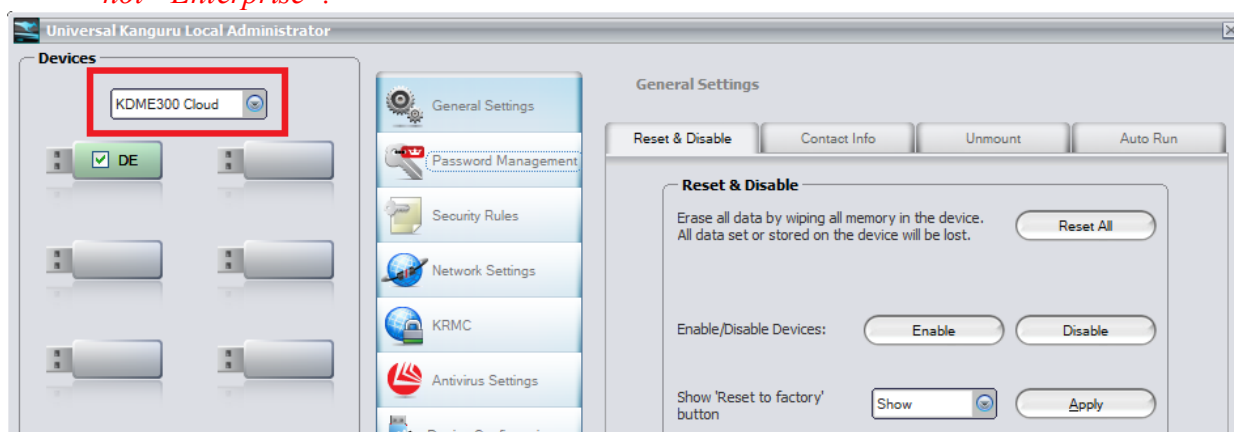 not "Enterprise".
Universal Kanguru Local Administrator
Devices
KDME300 Cloud
DE
General Settings
Password Management
Security Rules
Network Settings
KRMC
Antivirus Settings
General Settings
Reset & Disable
Contact Info
Unmount
Auto Run
Reset & Disable
Erase all data by wiping all memory in the device.
All data set or stored on the device will be lost.
Reset All
Enable/Disable Devices:
Enable
Disable
Show 'Reset to factory'
button
Show
Apply